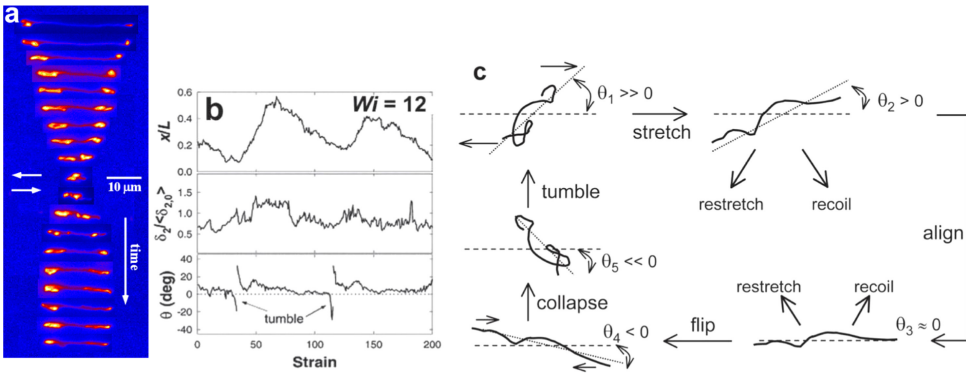 a
10 μm
time
b
Wi = 12
x/L
0.6
0.4
0.2
0.0
δ2/<δ2,0>
1.5
1.0
0.5
θ (deg)
40
20
0
-20
-40
tumble
0
50
100
150
200
Strain
c
θ1 >> 0
stretch
θ2 > 0
restretch
recoil
align
tumble
θ5 << 0
collapse
θ4 < 0
flip
restretch
recoil
θ3 ≈ 0